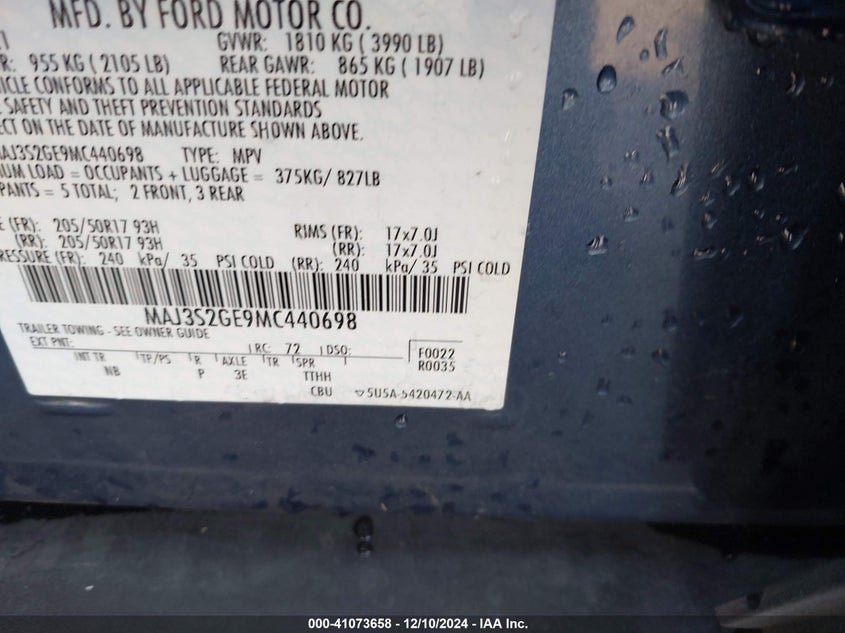 MFD. BY FORD MOTOR CO.
GVWR: 1810 KG ( 3990 LB)
R: 955 KG ( 2105 LB) REAR GAWR: 865 KG ( 1907 LB)
ICLE CONFORMS TO ALL APPLICABLE FEDERAL MOTOR
SAFETY AND THEFT PREVENTION STANDARDS
ECT ON THE DATE OF MANUFACTURE SHOWN ABOVE.
MAJ3S2GE9MC440698 TYPE: MPV
UM LOAD = OCCUPANTS + LUGGAGE = 375KG/ 827LB
PANTS = 5 TOTAL; 2 FRONT, 3 REAR
E (FR): 205/50R17 93H RIMS (FR): 17x7.0J
(RR): 205/50R17 93H (RR): 17x7.0J
RESSURE (FR): 240 kPa/ 35 PSI COLD (RR): 240 kPa/ 35 PSI COLD
MAJ3S2GE9MC440698
TRAILER TOWING - SEE OWNER GUIDE
EXT PNT: RC: 72 DSO: F0022
INT TR TP/PS R AXLE TR SPR R0035
NB P 3E TTHH
CBU 5U5A-5420472-AA
000-41073658 - 12/10/2024 - IAA Inc.